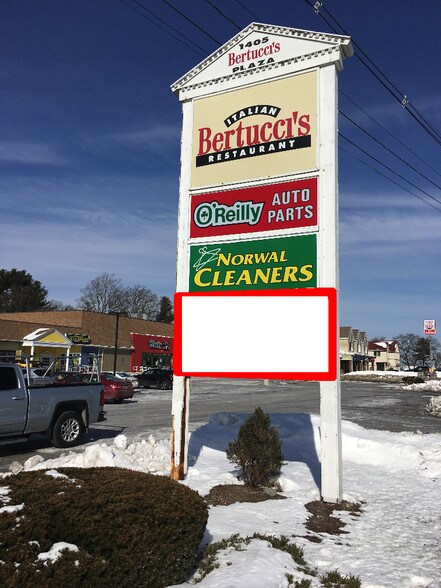 1405
Bertucci's
PLAZA
ITALIAN
Bertucci's
RESTAURANT
O'Reilly AUTO
PARTS
NORWAL
CLEANERS